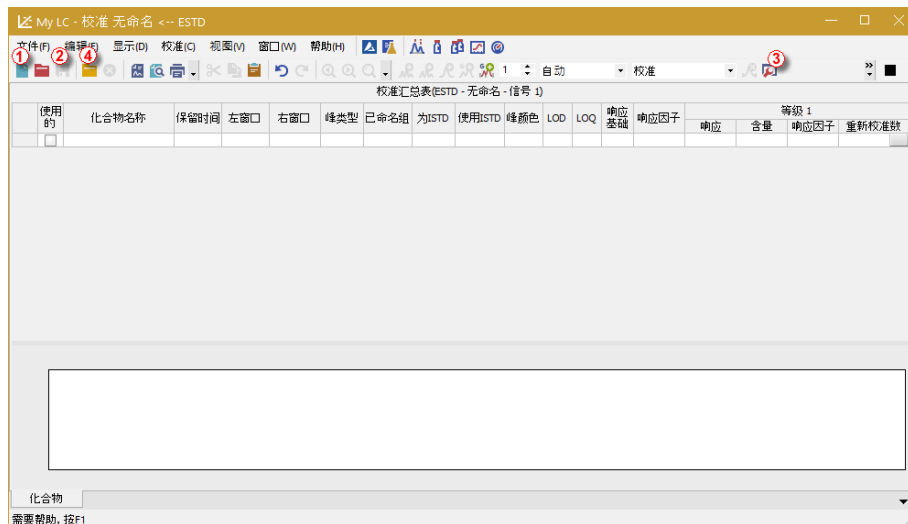 My LC - 校准 无命名 <-- ESTD
文件(F) 编辑(E) 显示(D) 校准(C) 视图(V) 窗口(W) 帮助(H)
① ② ④ ③
1 自动 校准
校准汇总表(ESTD - 无命名 - 信号 1)
使用的 化合物名称 保留时间 左窗口 右窗口 峰类型 已命名组 为ISTD 使用ISTD 峰颜色 LOD LOQ 响应基础 响应因子 等级 1
响应 含量 响应因子 重新校准数
化合物
需要帮助, 按F1